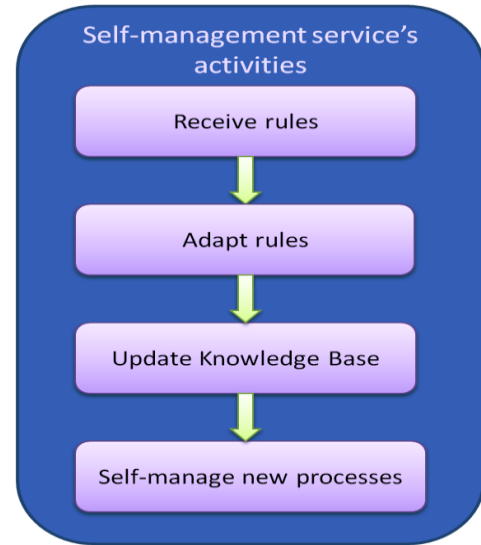 Self-management service's
activities
Receive rules
Adapt rules
Update Knowledge Base
Self-manage new processes